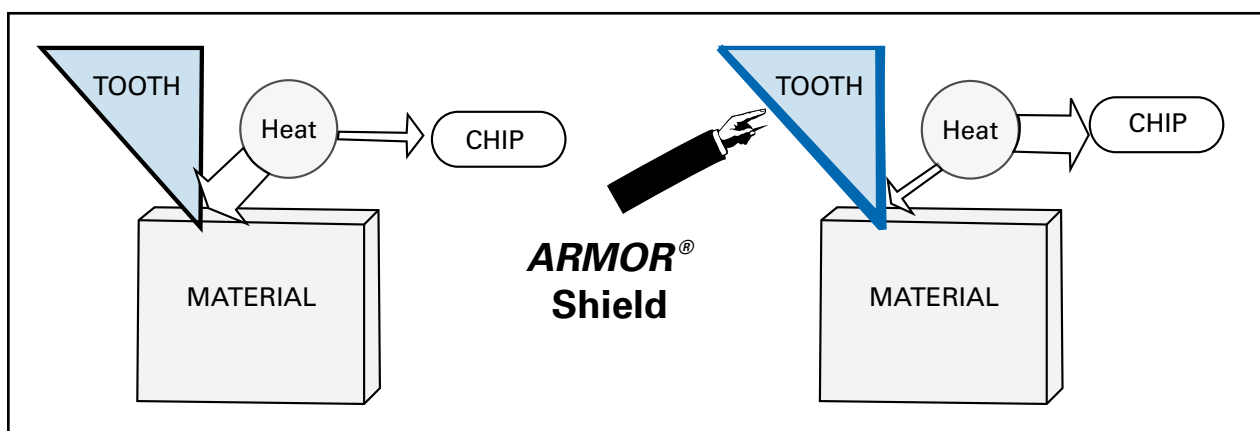 TOOTH
Heat
CHIP
MATERIAL
ARMOR®
Shield
TOOTH
Heat
CHIP
MATERIAL